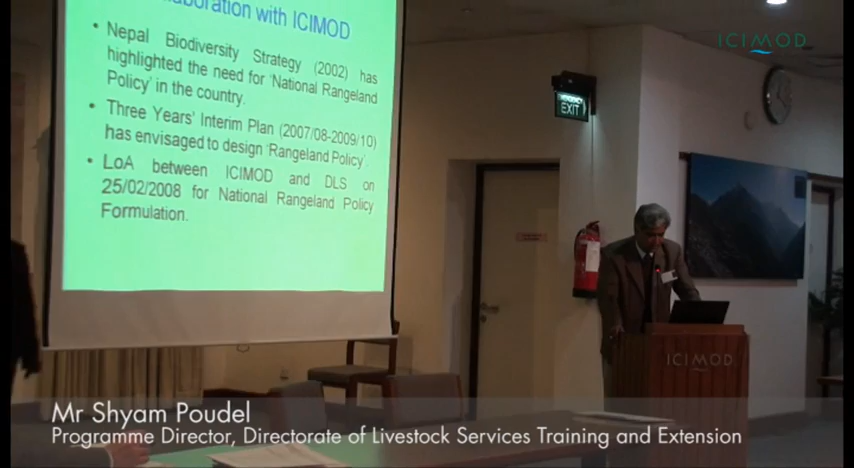 ICIMOD
laboration with ICIMOD
• Nepal Biodiversity Strategy (2002) has
highlighted the need for 'National Rangeland
Policy' in the country.
• Three Years' Interim Plan (2007/08-2009/10)
has envisaged to design 'Rangeland Policy'.
• LoA between ICIMOD and DLS on
25/02/2008 for National Rangeland Policy
Formulation.
EMERGENCY
EXIT
ICIMOD
Mr Shyam Poudel
Programme Director, Directorate of Livestock Services Training and Extension